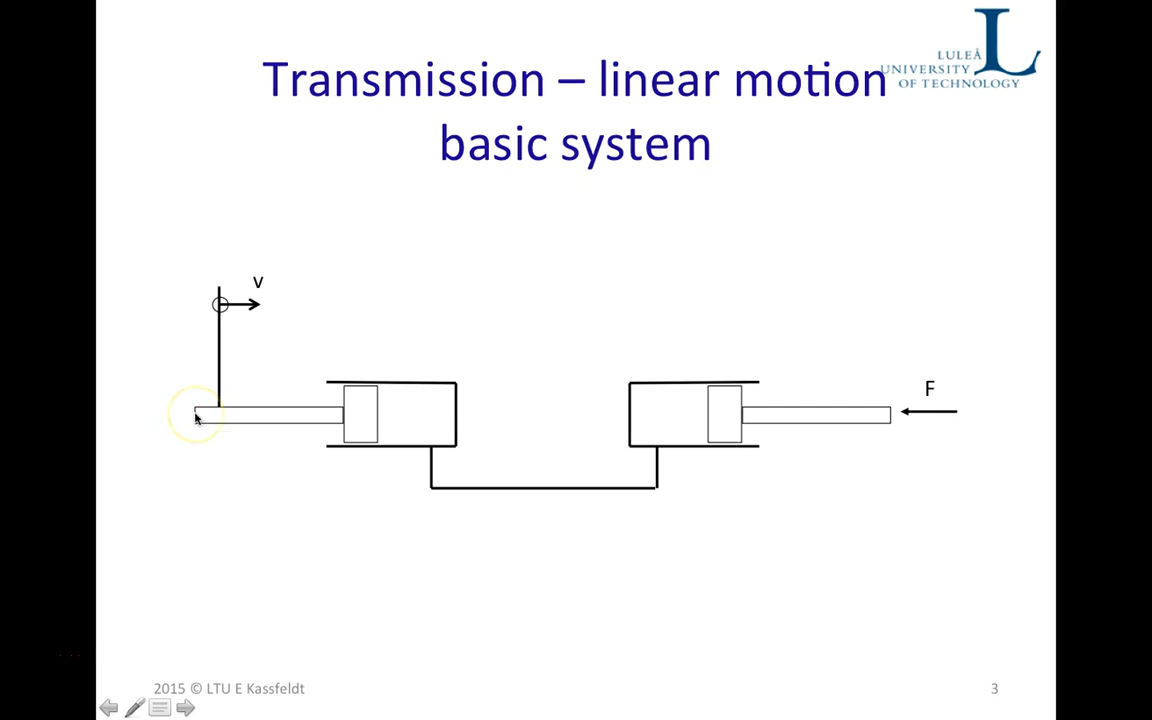 Transmission – linear motion
basic system
LULEÅ
UNIVERSITY
OF TECHNOLOGY
v
F
2015 © LTU E Kassfeldt
3